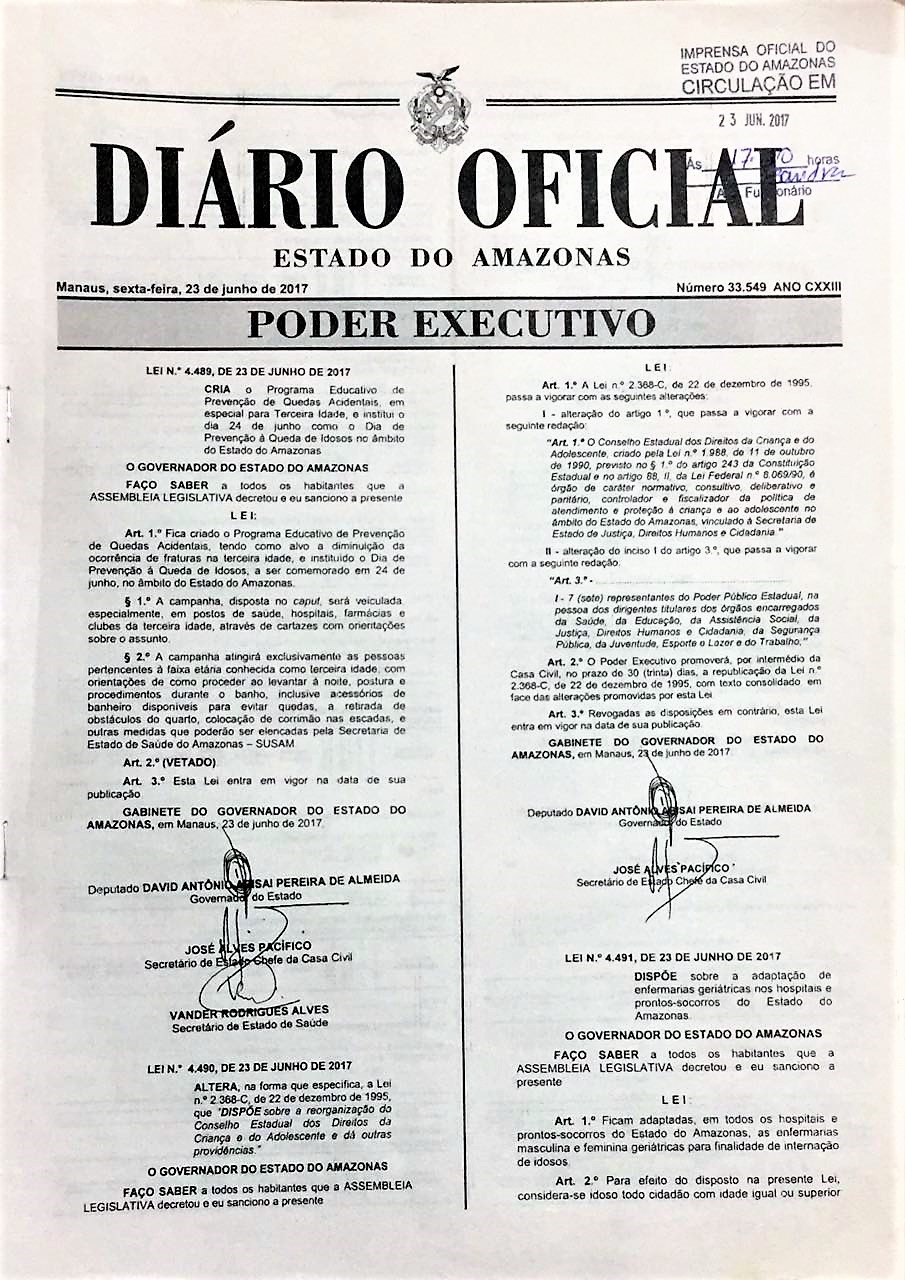 IMPRENSA OFICIAL DO
ESTADO DO AMAZONAS
CIRCULAÇÃO EM
23 JUN. 2017
Às 17: horas
DIÁRIO OFICIAL
ESTADO DO AMAZONAS
Manaus, sexta-feira, 23 de junho de 2017
Número 33.549 ANO CXXIII
PODER EXECUTIVO
LEI N.º 4.489, DE 23 DE JUNHO DE 2017
CRIA o Programa Educativo de
Prevenção de Quedas Acidentais, em
especial para Terceira Idade, e institui o
dia 24 de junho como o Dia de
Prevenção à Queda de Idosos no âmbito
do Estado do Amazonas
O GOVERNADOR DO ESTADO DO AMAZONAS
FAÇO SABER a todos os habitantes que a
ASSEMBLEIA LEGISLATIVA decretou e eu sanciono a presente
LEI:
Art. 1.º Fica criado o Programa Educativo de Prevenção
de Quedas Acidentais, tendo como alvo a diminuição da
ocorrência de fraturas na terceira idade, e instituído o Dia de
Prevenção à Queda de Idosos, a ser comemorado em 24 de
junho, no âmbito do Estado do Amazonas.
§ 1.º A campanha, disposta no caput, será veiculada
especialmente, em postos de saúde, hospitais, farmácias e
clubes da terceira idade, através de cartazes com orientações
sobre o assunto.
§ 2.º A campanha atingirá exclusivamente as pessoas
pertencentes à faixa etária conhecida como terceira idade, com
orientações de como proceder ao levantar à noite, postura e
procedimentos durante o banho, inclusive acessórios de
banheiro disponíveis para evitar quedas, a retirada de
obstáculos do quarto, colocação de corrimão nas escadas, e
outras medidas que poderão ser elencadas pela Secretaria de
Estado de Saúde do Amazonas – SUSAM
Art. 2.º (VETADO)
Art. 3.º Esta Lei entra em vigor na data de sua
publicação
GABINETE DO GOVERNADOR DO ESTADO DO
AMAZONAS, em Manaus, 23 de junho de 2017.
Deputado DAVID ANTÔNIO ABISAI PEREIRA DE ALMEIDA
Governador do Estado
JOSÉ ALVES PACÍFICO
Secretário de Estado Chefe da Casa Civil
VANDER RODRIGUES ALVES
Secretário de Estado de Saúde
LEI N.º 4.490, DE 23 DE JUNHO DE 2017
ALTERA, na forma que especifica, a Lei
n.º 2.368-C, de 22 de dezembro de 1995,
que "DISPÕE sobre a reorganização do
Conselho Estadual dos Direitos da
Criança e do Adolescente e dá outras
providências."
O GOVERNADOR DO ESTADO DO AMAZONAS
FAÇO SABER a todos os habitantes que a ASSEMBLEIA
LEGISLATIVA decretou e eu sanciono a presente
LEI:
Art. 1.º A Lei n.º 2.368-C, de 22 de dezembro de 1995,
passa a vigorar com as seguintes alterações:
I - alteração do artigo 1.º, que passa a vigorar com a
seguinte redação:
"Art. 1.º O Conselho Estadual dos Direitos da Criança e do
Adolescente, criado pela Lei n.º 1.988, de 11 de outubro
de 1990, previsto no § 1.º do artigo 243 da Constituição
Estadual e no artigo 88, II, da Lei Federal n.º 8.069/90, é
órgão de caráter normativo, consultivo, deliberativo e
paritário, controlador e fiscalizador da política de
atendimento e proteção à criança e ao adolescente no
âmbito do Estado do Amazonas, vinculado à Secretaria de
Estado de Justiça, Direitos Humanos e Cidadania."
II - alteração do inciso I do artigo 3.º, que passa a vigorar
com a seguinte redação.
"Art. 3.º - ..........
I - 7 (sete) representantes do Poder Público Estadual, na
pessoa dos dirigentes titulares dos órgãos encarregados
da Saúde, da Educação, da Assistência Social, da
Justiça, Direitos Humanos e Cidadania, da Segurança
Pública, da Juventude, Esporte e Lazer e do Trabalho;"
Art. 2.º O Poder Executivo promoverá, por intermédio da
Casa Civil, no prazo de 30 (trinta) dias, a republicação da Lei n.º
2.368-C, de 22 de dezembro de 1995, com texto consolidado em
face das alterações promovidas por esta Lei
Art. 3.º Revogadas as disposições em contrário, esta Lei
entra em vigor na data de sua publicação.
GABINETE DO GOVERNADOR DO ESTADO DO
AMAZONAS, em Manaus, 23 de junho de 2017.
Deputado DAVID ANTÔNIO ABISAI PEREIRA DE ALMEIDA
Governador do Estado
JOSÉ ALVES PACÍFICO
Secretário de Estado Chefe da Casa Civil
LEI N.º 4.491, DE 23 DE JUNHO DE 2017
DISPÕE sobre a adaptação de
enfermarias geriátricas nos hospitais e
prontos-socorros do Estado do
Amazonas.
O GOVERNADOR DO ESTADO DO AMAZONAS
FAÇO SABER a todos os habitantes que a
ASSEMBLEIA LEGISLATIVA decretou e eu sanciono a
presente
LEI:
Art. 1.º Ficam adaptadas, em todos os hospitais e
prontos-socorros do Estado do Amazonas, as enfermarias
masculina e feminina geriátricas para finalidade de internação
de idosos.
Art. 2.º Para efeito do disposto na presente Lei,
considera-se idoso todo cidadão com idade igual ou superior